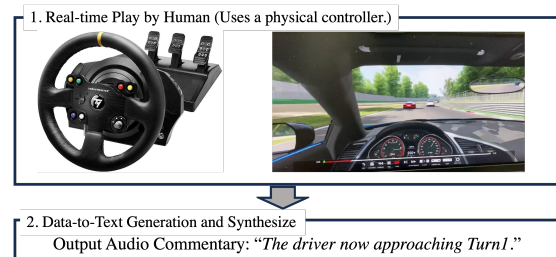 1. Real-time Play by Human (Uses a physical controller.)
2. Data-to-Text Generation and Synthesize
Output Audio Commentary: “The driver now approaching Turn1.”